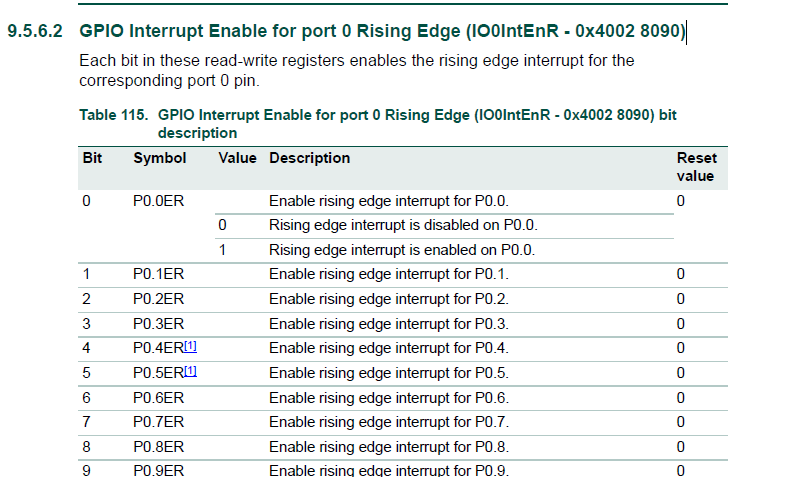 9.5.6.2 GPIO Interrupt Enable for port 0 Rising Edge (IO0IntEnR - 0x4002 8090)
Each bit in these read-write registers enables the rising edge interrupt for the
corresponding port 0 pin.
Table 115. GPIO Interrupt Enable for port 0 Rising Edge (IO0IntEnR - 0x4002 8090) bit
description
Bit Symbol Value Description Reset
value
0 P0.0ER Enable rising edge interrupt for P0.0. 0
0 Rising edge interrupt is disabled on P0.0.
1 Rising edge interrupt is enabled on P0.0.
1 P0.1ER Enable rising edge interrupt for P0.1. 0
2 P0.2ER Enable rising edge interrupt for P0.2. 0
3 P0.3ER Enable rising edge interrupt for P0.3. 0
4 P0.4ER[1] Enable rising edge interrupt for P0.4. 0
5 P0.5ER[1] Enable rising edge interrupt for P0.5. 0
6 P0.6ER Enable rising edge interrupt for P0.6. 0
7 P0.7ER Enable rising edge interrupt for P0.7. 0
8 P0.8ER Enable rising edge interrupt for P0.8. 0
9 P0.9ER Enable rising edge interrupt for P0.9. 0